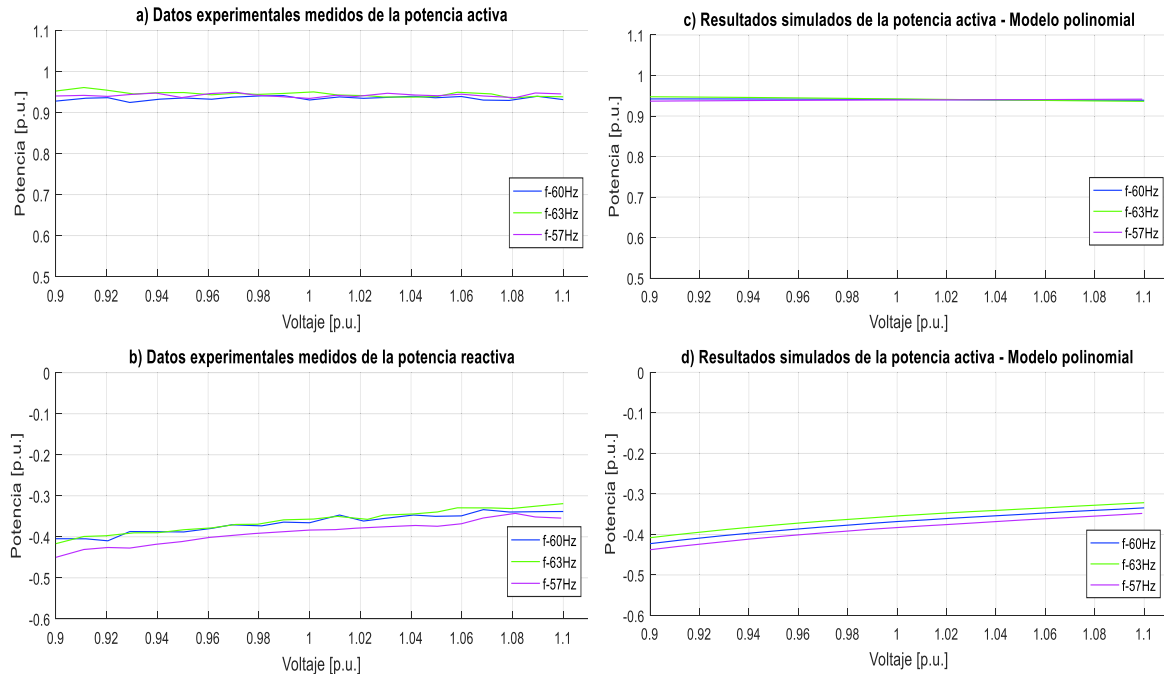 a) Datos experimentales medidos de la potencia activa
1.1
1
0.9
0.8
0.7
0.6
0.5
Potencia [p.u.]
f-60Hz
f-63Hz
f-57Hz
0.9 0.92 0.94 0.96 0.98 1 1.02 1.04 1.06 1.08 1.1
Voltaje [p.u.]
c) Resultados simulados de la potencia activa - Modelo polinomial
1.1
1
0.9
0.8
0.7
0.6
0.5
Potencia [p.u.]
f-60Hz
f-63Hz
f-57Hz
0.9 0.92 0.94 0.96 0.98 1 1.02 1.04 1.06 1.08 1.1
Voltaje [p.u.]
b) Datos experimentales medidos de la potencia reactiva
0
-0.1
-0.2
-0.3
-0.4
-0.5
-0.6
Potencia [p.u.]
f-60Hz
f-63Hz
f-57Hz
0.9 0.92 0.94 0.96 0.98 1 1.02 1.04 1.06 1.08 1.1
Voltaje [p.u.]
d) Resultados simulados de la potencia activa - Modelo polinomial
0
-0.1
-0.2
-0.3
-0.4
-0.5
-0.6
Potencia [p.u.]
f-60Hz
f-63Hz
f-57Hz
0.9 0.92 0.94 0.96 0.98 1 1.02 1.04 1.06 1.08 1.1
Voltaje [p.u.]